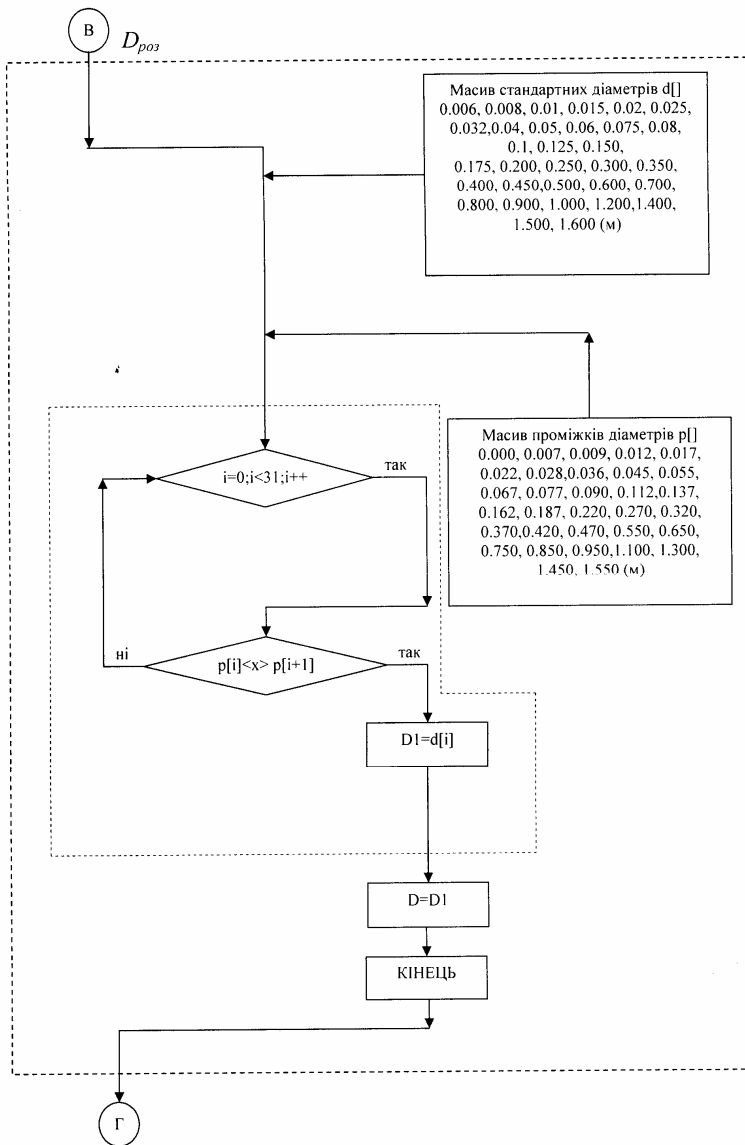 В
Dроз
Масив стандартних діаметрів d[]
0.006, 0.008, 0.01, 0.015, 0.02, 0.025,
0.032,0.04, 0.05, 0.06, 0.075, 0.08,
0.1, 0.125, 0.150,
0.175, 0.200, 0.250, 0.300, 0.350,
0.400, 0.450,0.500, 0.600, 0.700,
0.800, 0.900, 1.000, 1.200,1.400,
1.500, 1.600 (м)
Масив проміжків діаметрів p[]
0.000, 0.007, 0.009, 0.012, 0.017,
0.022, 0.028,0.036, 0.045, 0.055,
0.067, 0.077, 0.090, 0.112,0.137,
0.162, 0.187, 0.220, 0.270, 0.320,
0.370,0.420, 0.470, 0.550, 0.650,
0.750, 0.850, 0.950,1.100, 1.300,
1.450, 1.550 (м)
i=0;i<31;i++
так
p[i]<x> p[i+1]
ні
так
D1=d[i]
D=D1
КІНЕЦЬ
Г